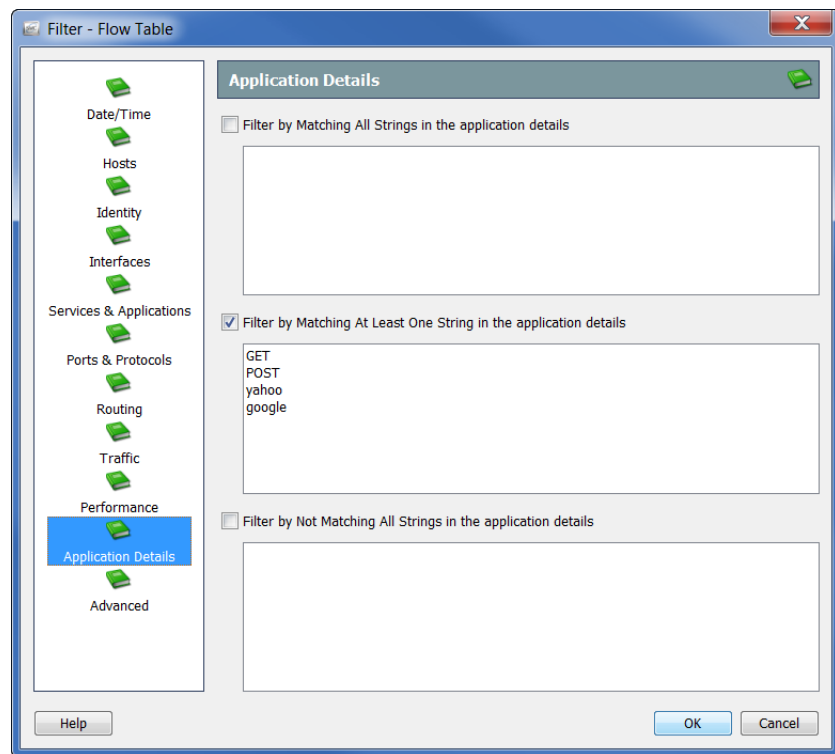 Filter - Flow Table
Date/Time
Hosts
Identity
Interfaces
Services & Applications
Ports & Protocols
Routing
Traffic
Performance
Application Details
Advanced
Application Details
Filter by Matching All Strings in the application details
Filter by Matching At Least One String in the application details
GET
POST
yahoo
google
Filter by Not Matching All Strings in the application details
Help
OK
Cancel